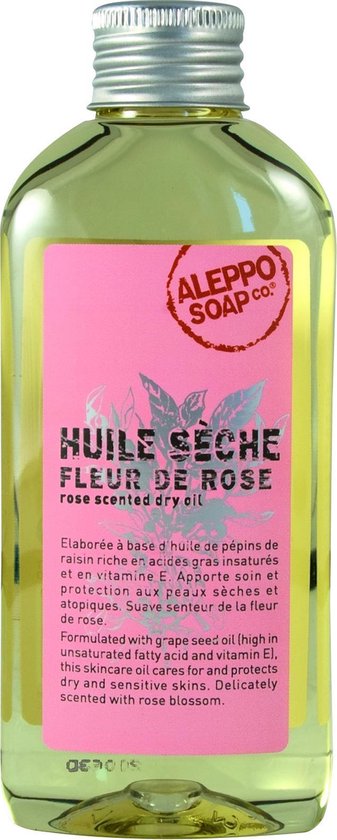 ALEPPO
SOAP CO.®
HUILE SÈCHE
FLEUR DE ROSE
rose scented dry oil
Elaborée à base d'huile de pépins de
raisin riche en acides gras insaturés
et en vitamine E. Apporte soin et
protection aux peaux sèches et
atopiques. Suave senteur de la fleur
de rose.
Formulated with grape seed oil (high in
unsaturated fatty acid and vitamin E),
this skincare oil cares for and protects
dry and sensitive skins. Delicately
scented with rose blossom.